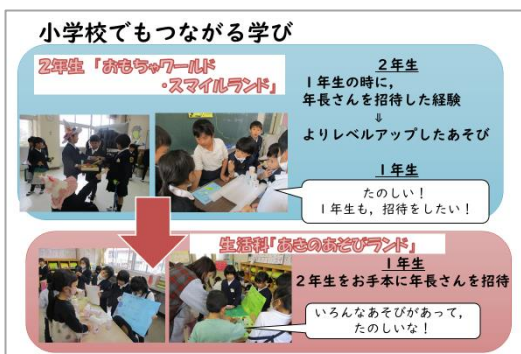 小学校でもつながる学び
2年生「おもちゃワールド
・スマイルランド」
2年生
1年生の時に，
年長さんを招待した経験
⇓
よりレベルアップしたあそび
1年生
たのしい！
1年生も，招待をしたい！
生活科「あきのあそびランド」
1年生
2年生をお手本に年長さんを招待
いろんなあそびがあって，
たのしいな！